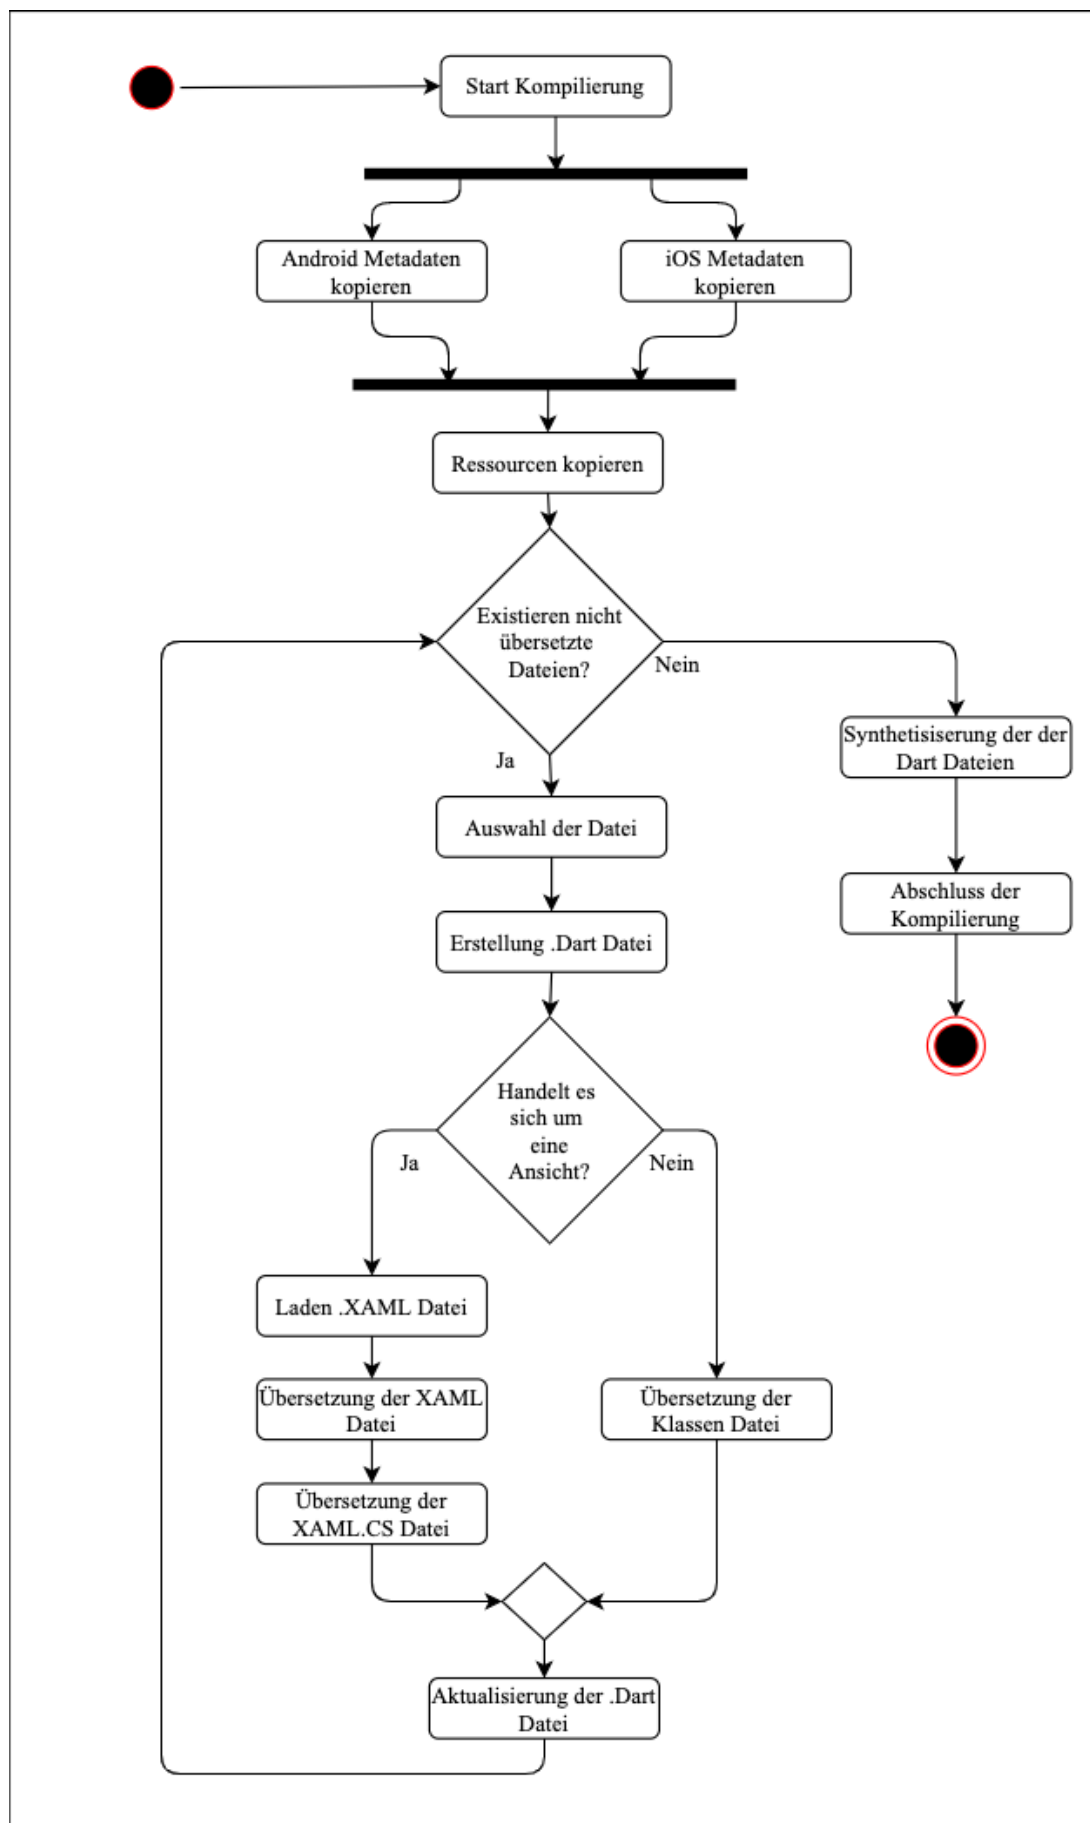 Start Kompilierung
Android Metadaten
kopieren
iOS Metadaten
kopieren
Ressourcen kopieren
Existieren nicht
übersetzte
Dateien?
Nein
Ja
Synthetisiserung der der
Dart Dateien
Auswahl der Datei
Abschluss der
Kompilierung
Erstellung .Dart Datei
Handelt es
sich um
eine
Ansicht?
Ja
Nein
Laden .XAML Datei
Übersetzung der XAML
Datei
Übersetzung der
Klassen Datei
Übersetzung der
XAML.CS Datei
Aktualisierung der .Dart
Datei